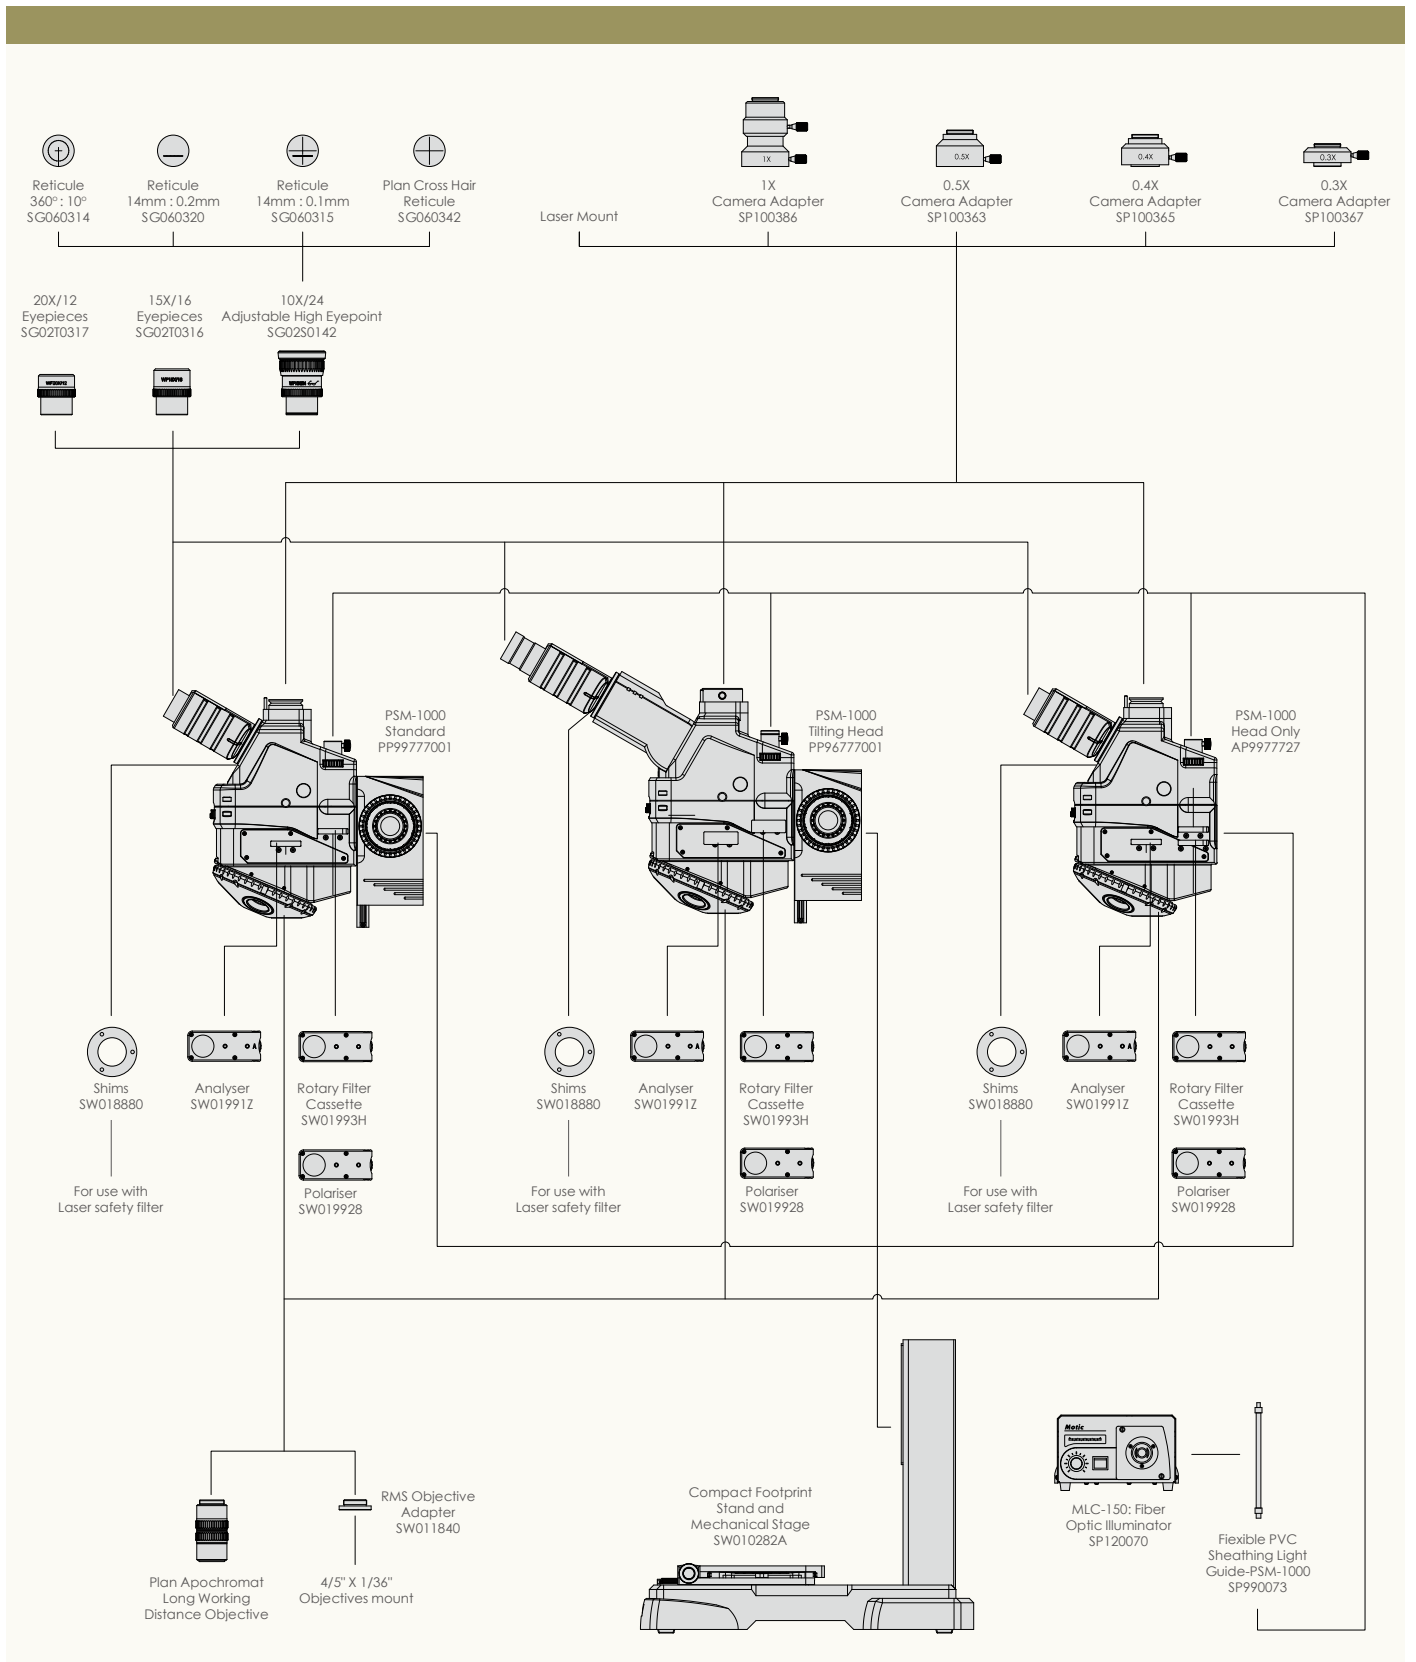 Reticule
360° : 10°
SG060314
Reticule
14mm : 0.2mm
SG060320
Reticule
14mm : 0.1mm
SG060315
Plan Cross Hair
Reticule
SG060342
Laser Mount
1X
1X
Camera Adapter
SP100386
0.5X
0.5X
Camera Adapter
SP100363
0.4X
0.4X
Camera Adapter
SP100365
0.3X
0.3X
Camera Adapter
SP100367
20X/12
Eyepieces
SG02T0317
15X/16
Eyepieces
SG02T0316
10X/24
Adjustable High Eyepoint
SG02S0142
PSM-1000
Standard
PP99777001
PSM-1000
Tilting Head
PP96777001
PSM-1000
Head Only
AP9977727
A
A
A
Shims
SW018880
Analyser
SW01991Z
Rotary Filter
Cassette
SW01993H
Shims
SW018880
Analyser
SW01991Z
Rotary Filter
Cassette
SW01993H
Shims
SW018880
Analyser
SW01991Z
Rotary Filter
Cassette
SW01993H
For use with
Laser safety filter
Polariser
SW019928
For use with
Laser safety filter
Polariser
SW019928
For use with
Laser safety filter
Polariser
SW019928
RMS Objective
Adapter
SW011840
Plan Apochromat
Long Working
Distance Objective
4/5" X 1/36"
Objectives mount
Compact Footprint
Stand and
Mechanical Stage
SW010282A
Motic
MLC-150: Fiber
Optic Illuminator
SP120070
Fiexible PVC
Sheathing Light
Guide-PSM-1000
SP990073